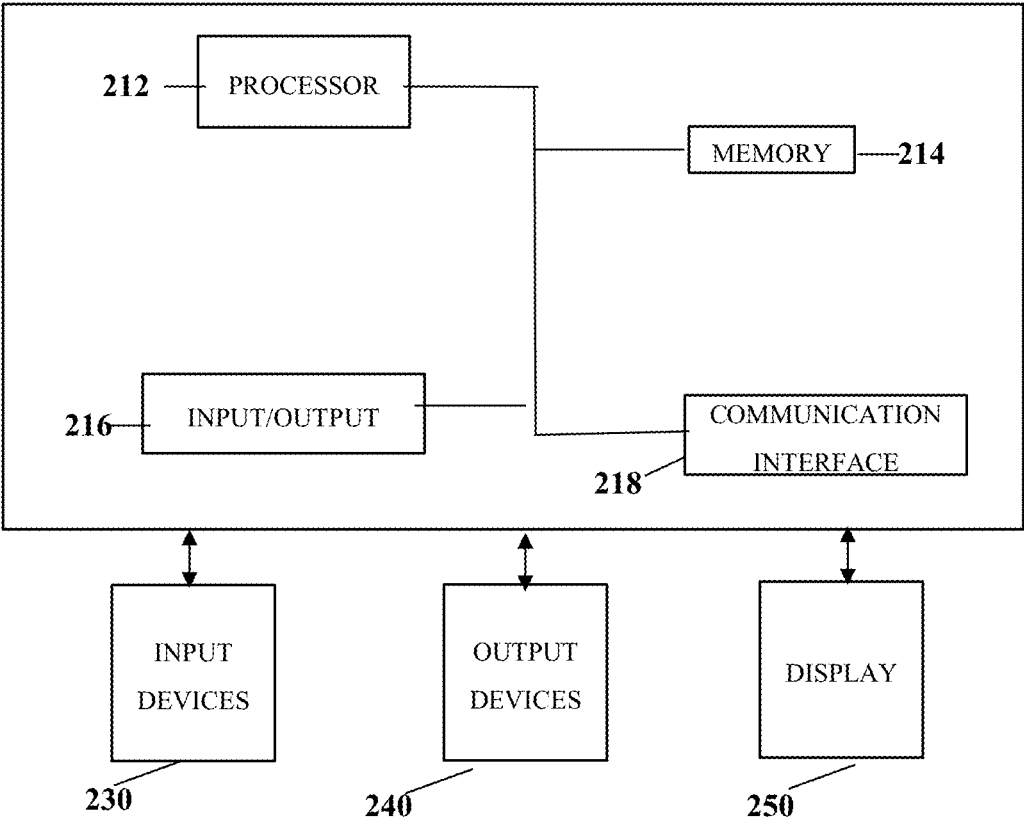 212
PROCESSOR
MEMORY
214
216
INPUT/OUTPUT
COMMUNICATION
INTERFACE
218
INPUT
DEVICES
OUTPUT
DEVICES
DISPLAY
230
240
250